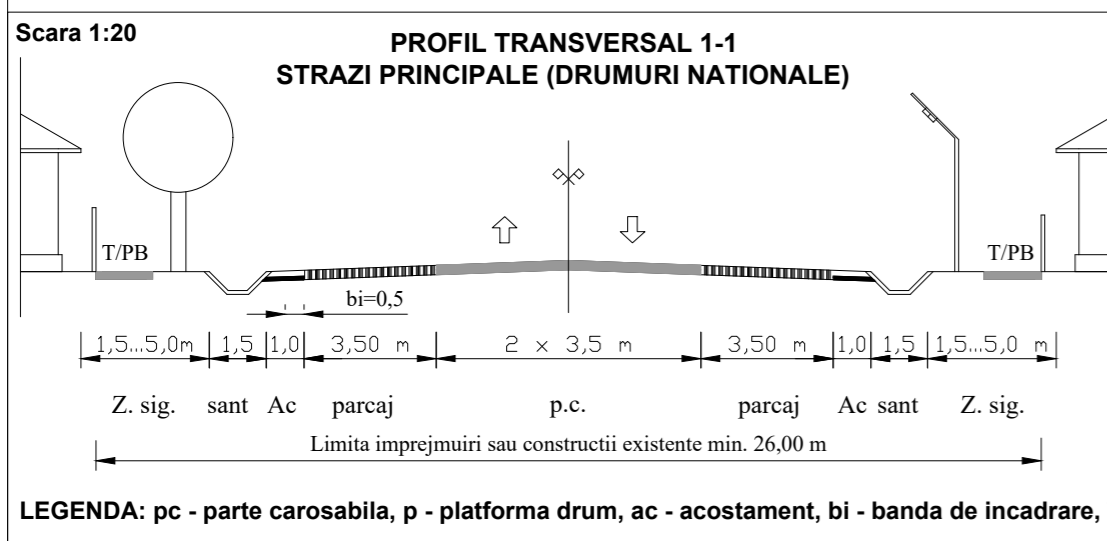 Scara 1:20
PROFIL TRANSVERSAL 1-1
STRAZI PRINCIPALE (DRUMURI NATIONALE)
T/PB T/PB
bi=0,5
1,5...5,0m 1,5 1,0 3,50 m 2 x 3,5 m 3,50 m 1,0 1,5 1,5...5,0 m
Z. sig. sant Ac parcaj p.c. parcaj Ac sant Z. sig.
Limita imprejmuiri sau constructii existente min. 26,00 m
LEGENDA: pc - parte carosabila, p - platforma drum, ac - acostament, bi - banda de incadrare,